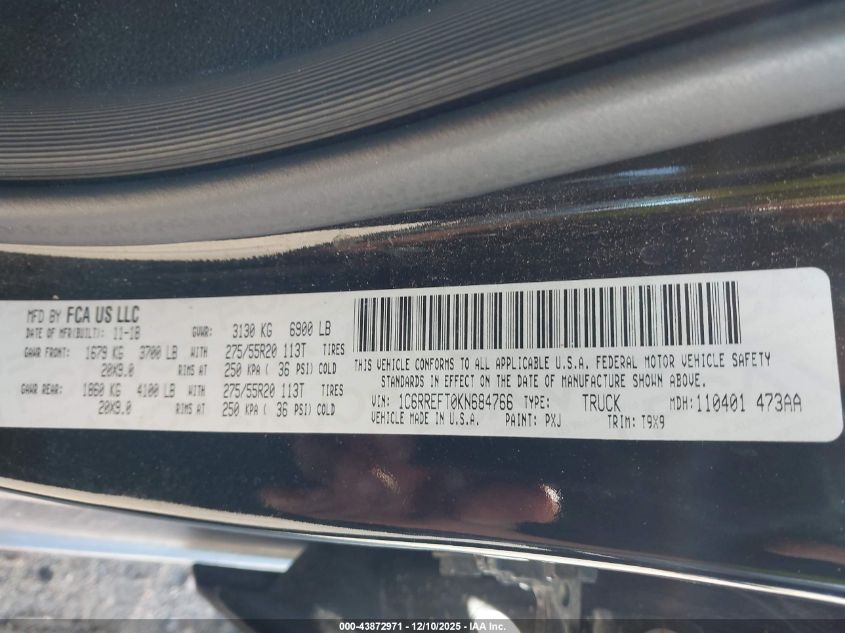 MFD BY FCA US LLC
DATE OF MFR(BUILT): 11-18 GVWR: 3130 KG 6900 LB
GAWR FRONT: 1679 KG 3700 LB WITH 275/55R20 113T TIRES
20X9.0 RIMS AT 250 KPA ( 36 PSI) COLD
GAWR REAR: 1860 KG 4100 LB WITH 275/55R20 113T TIRES
20X9.0 RIMS AT 250 KPA ( 36 PSI) COLD
THIS VEHICLE CONFORMS TO ALL APPLICABLE U.S.A. FEDERAL MOTOR VEHICLE SAFETY
STANDARDS IN EFFECT ON THE DATE OF MANUFACTURE SHOWN ABOVE.
VIN: 1C6RREFT0KN694766 TYPE: TRUCK MDH: 110401 473AA
VEHICLE MADE IN U.S.A. PAINT: PXJ TRIM: T9X9
000-43872971 - 12/10/2025 - IAA Inc.